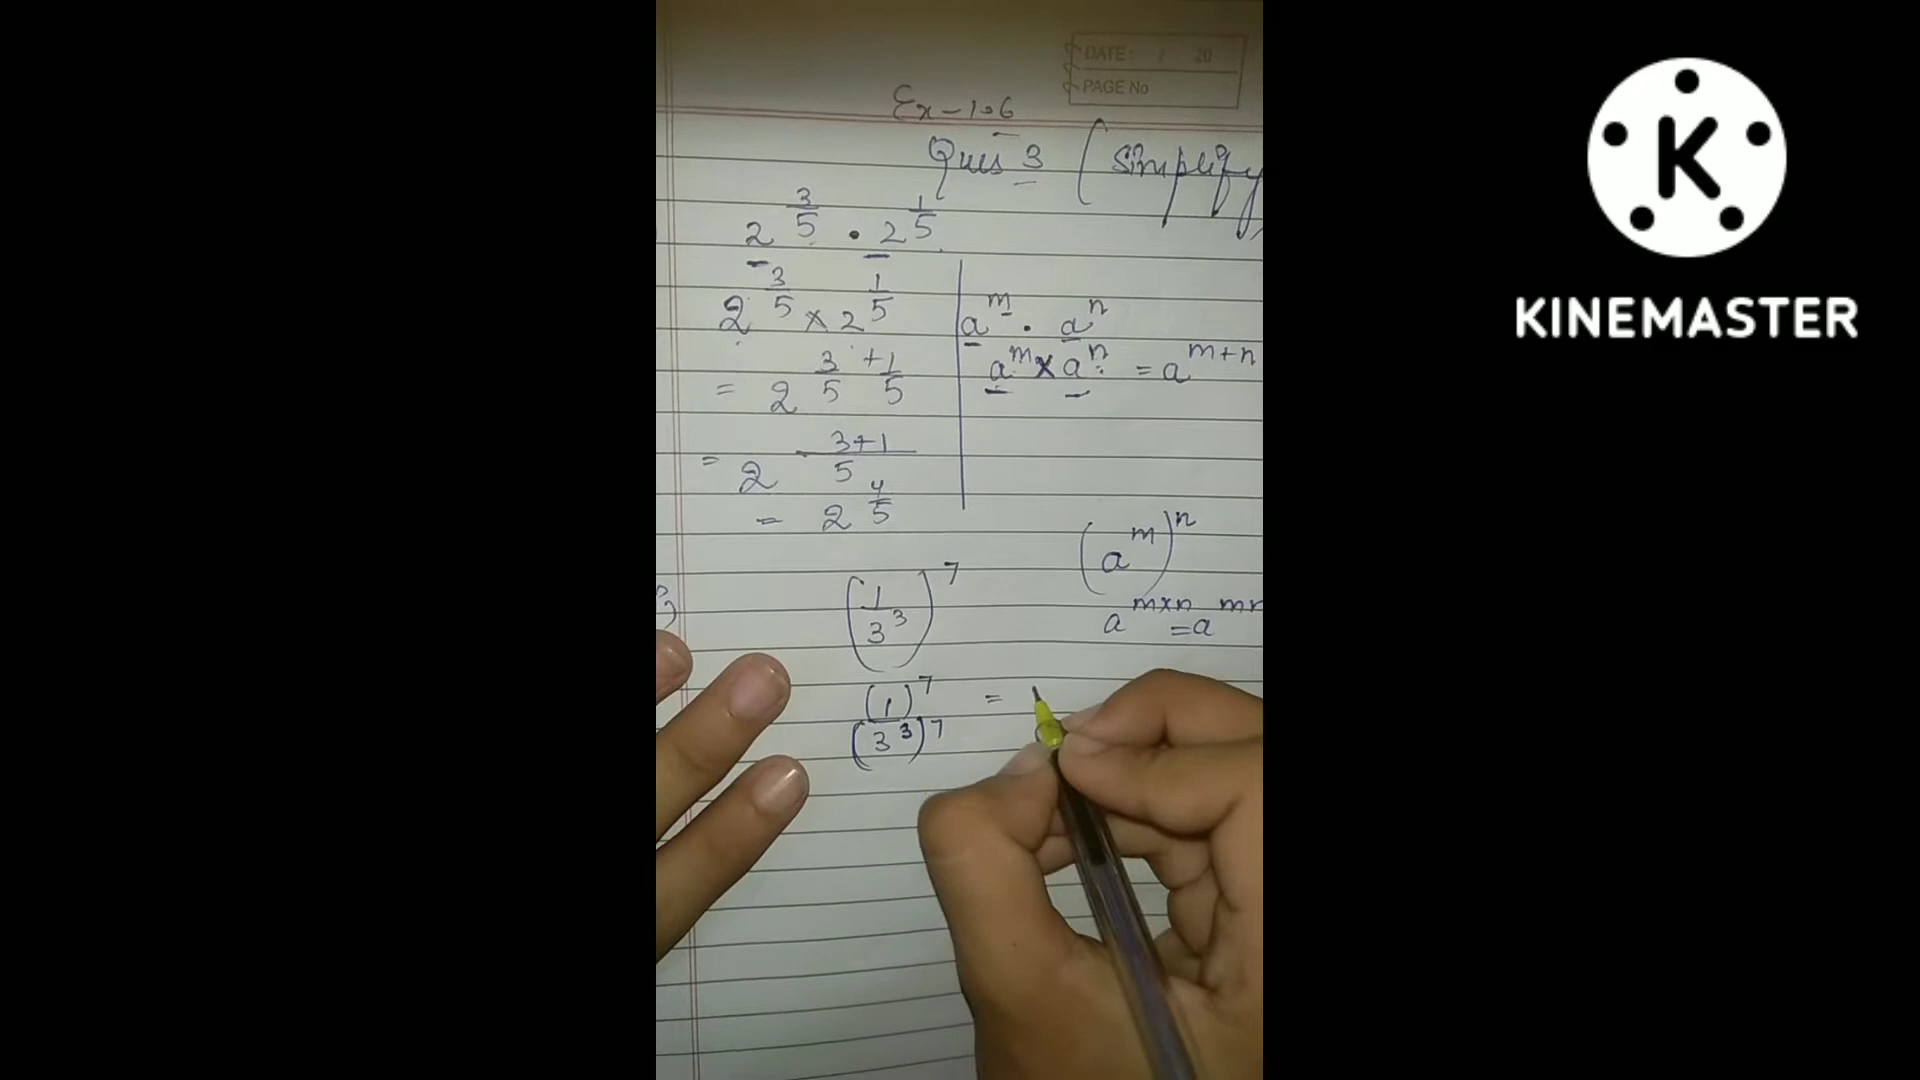 DATE: / 20
PAGE No
Ex-1.6
Ques 3 (Simplify)
2^{3/5} • 2^{1/5}
2^{3/5} × 2^{1/5}
a^m • a^n
a^m × a^n = a^{m+n}
= 2^{3/5 + 1/5}
= 2^{(3+1)/5}
= 2^{4/5}
(1/3^3)^7
(a^m)^n
a^{m×n} = a^{mn}
(1)^7/(3^3)^7 =
K
KINEMASTER